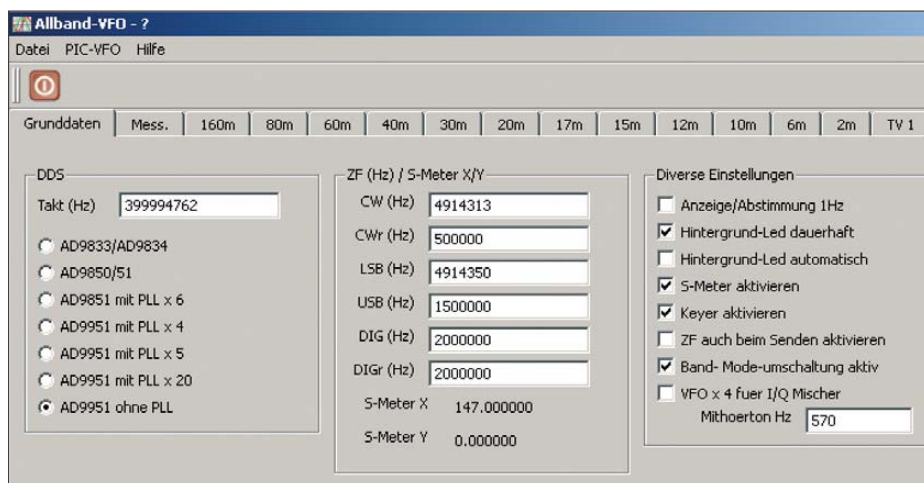 Allband-VFO - ?
Datei PIC-VFO Hilfe
Grunddaten Mess. 160m 80m 60m 40m 30m 20m 17m 15m 12m 10m 6m 2m TV 1
DDS
Takt (Hz) 399994762
AD9833/AD9834
AD9850/51
AD9851 mit PLL x 6
AD9951 mit PLL x 4
AD9951 mit PLL x 5
AD9951 mit PLL x 20
AD9951 ohne PLL
ZF (Hz) / S-Meter X/Y
CW (Hz) 4914313
CWr (Hz) 500000
LSB (Hz) 4914350
USB (Hz) 1500000
DIG (Hz) 2000000
DIGr (Hz) 2000000
S-Meter X 147.000000
S-Meter Y 0.000000
Diverse Einstellungen
Anzeige/Abstimmung 1Hz
Hintergrund-Led dauerhaft
Hintergrund-Led automatisch
S-Meter aktivieren
Keyer aktivieren
ZF auch beim Senden aktivieren
Band- Mode-umschaltung aktiv
VFO x 4 fuer I/Q Mischer
Mithoerton Hz 570